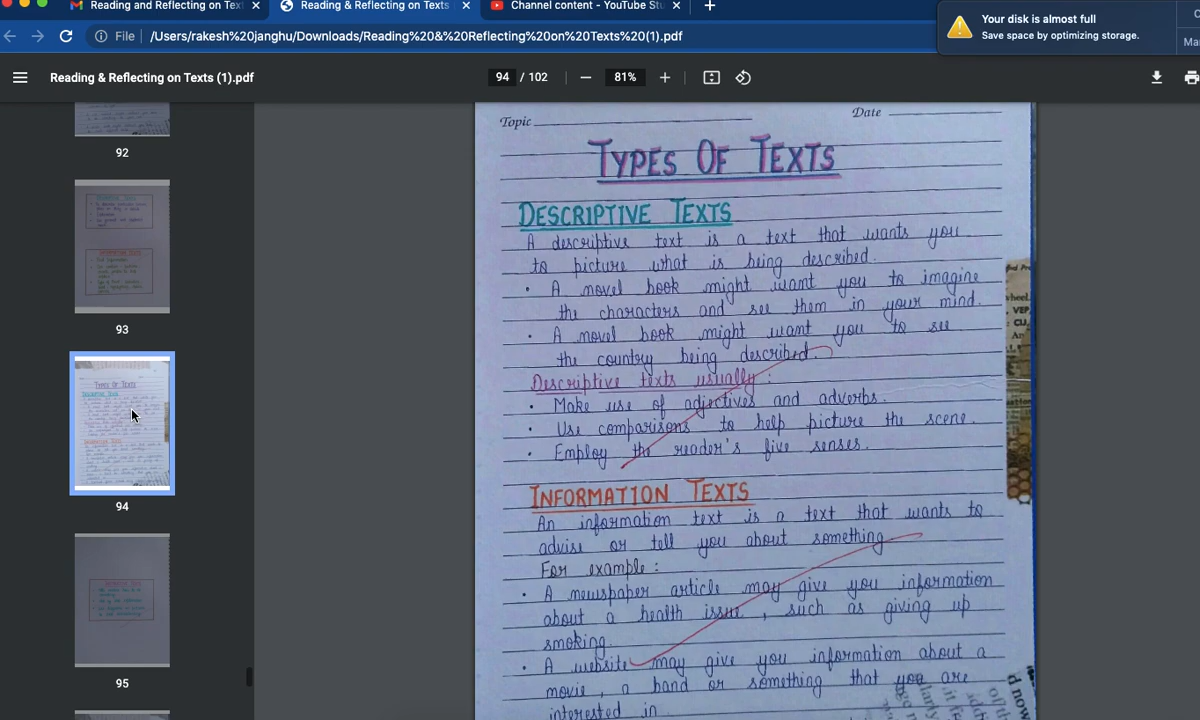 Reading and Reflecting on Tex
Reading & Reflecting on Texts
Channel content - YouTube Stu
File
/Users/rakesh%20janghu/Downloads/Reading%20&%20Reflecting%20on%20Texts%20(1).pdf
Your disk is almost full
Save space by optimizing storage.
Reading & Reflecting on Texts (1).pdf
94 / 102
81%
92
93
94
95
Topic
Date
TYPES OF TEXTS
DESCRIPTIVE TEXTS
A descriptive text is a text that wants you
to picture what is being described.
• A novel book might want you to imagine
the characters and see them in your mind.
• A novel book might want you to see
the country being described.
Descriptive texts usually :
• Make use of adjectives and adverbs.
• Use comparisons to help picture the scene.
• Employ the reader's five senses.
INFORMATION TEXTS
An information text is a text that wants to
advise or tell you about something
For example :
• A newspaper article may give you information
about a health issue, such as giving up
smoking.
• A website may give you information about a
movie, a band or something that you are
interested in.